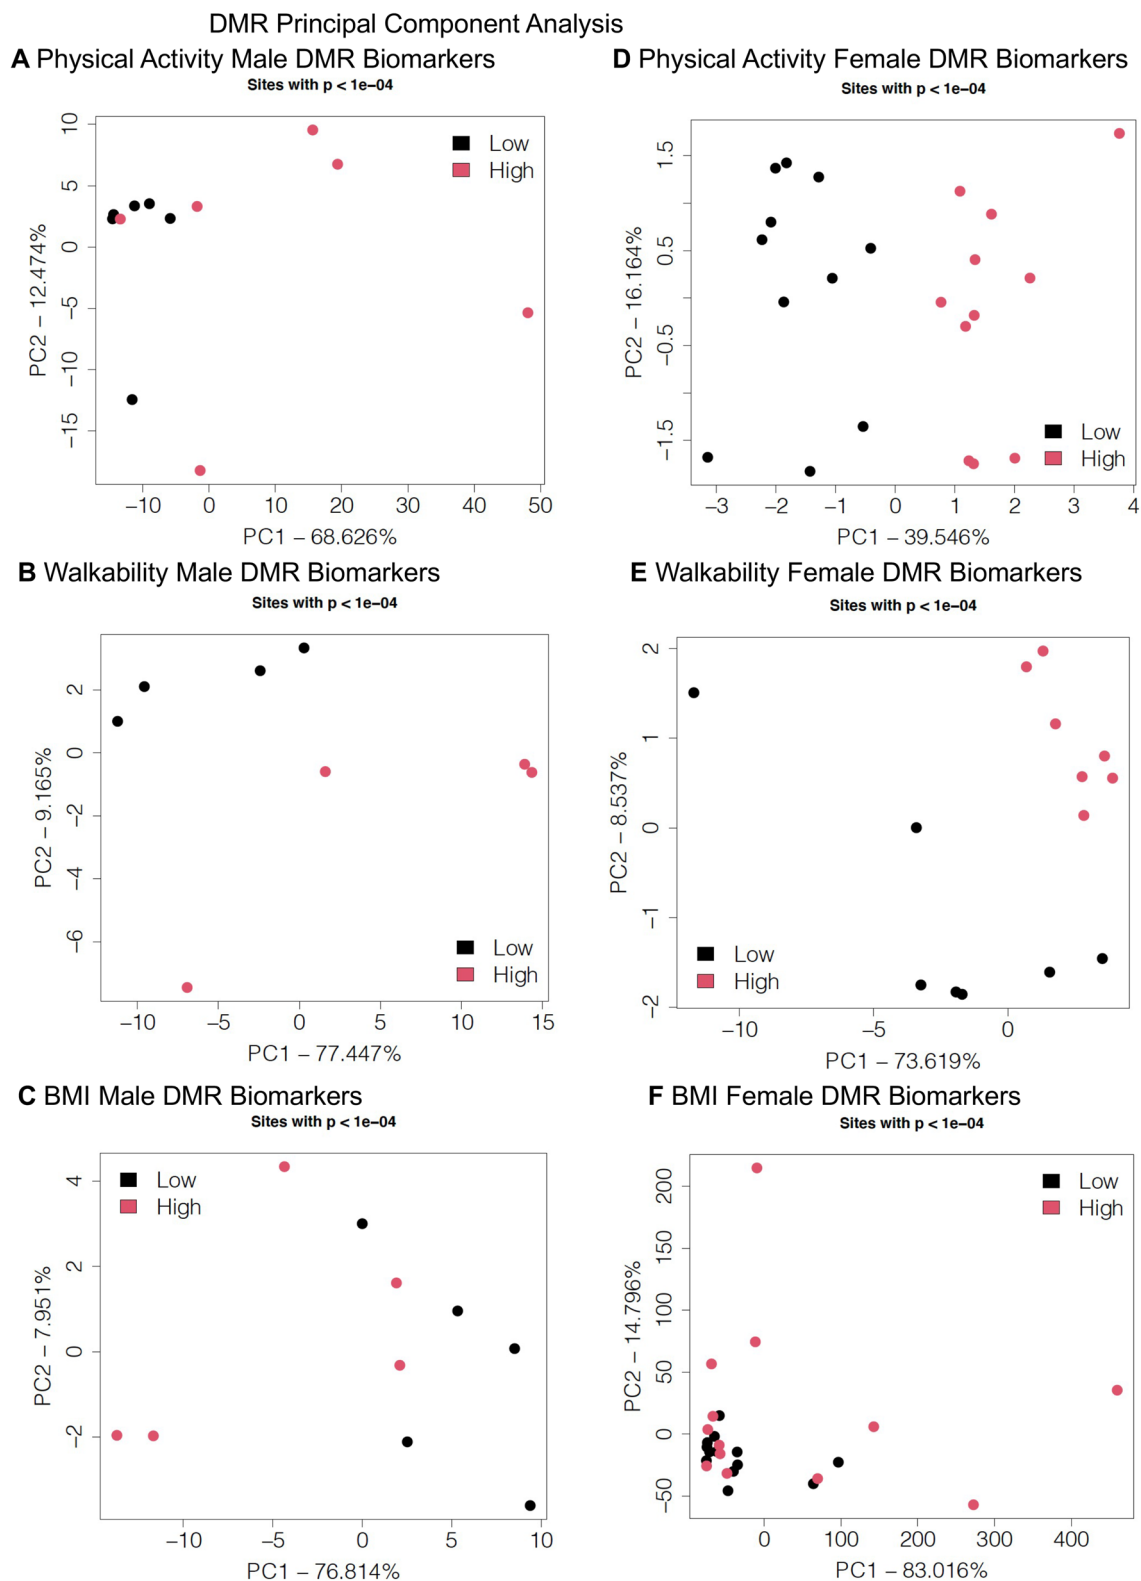 DMR Principal Component Analysis
A Physical Activity Male DMR Biomarkers
Sites with p < 1e−04
10
5
0
−5
−10
−15
PC2 − 12.474%
Low
High
−10 0 10 20 30 40 50
PC1 − 68.626%
D Physical Activity Female DMR Biomarkers
Sites with p < 1e−04
1.5
0.5
−0.5
−1.5
PC2 − 16.164%
Low
High
−3 −2 −1 0 1 2 3 4
PC1 − 39.546%
B Walkability Male DMR Biomarkers
Sites with p < 1e−04
2
0
−2
−4
−6
PC2 − 9.165%
Low
High
−10 −5 0 5 10 15
PC1 − 77.447%
E Walkability Female DMR Biomarkers
Sites with p < 1e−04
2
1
0
−1
−2
PC2 − 8.537%
Low
High
−10 −5 0
PC1 − 73.619%
C BMI Male DMR Biomarkers
Sites with p < 1e−04
4
2
0
−2
PC2 − 7.951%
Low
High
−10 −5 0 5 10
PC1 − 76.814%
F BMI Female DMR Biomarkers
Sites with p < 1e−04
200
150
100
50
0
−50
PC2 − 14.796%
Low
High
0 100 200 300 400
PC1 − 83.016%